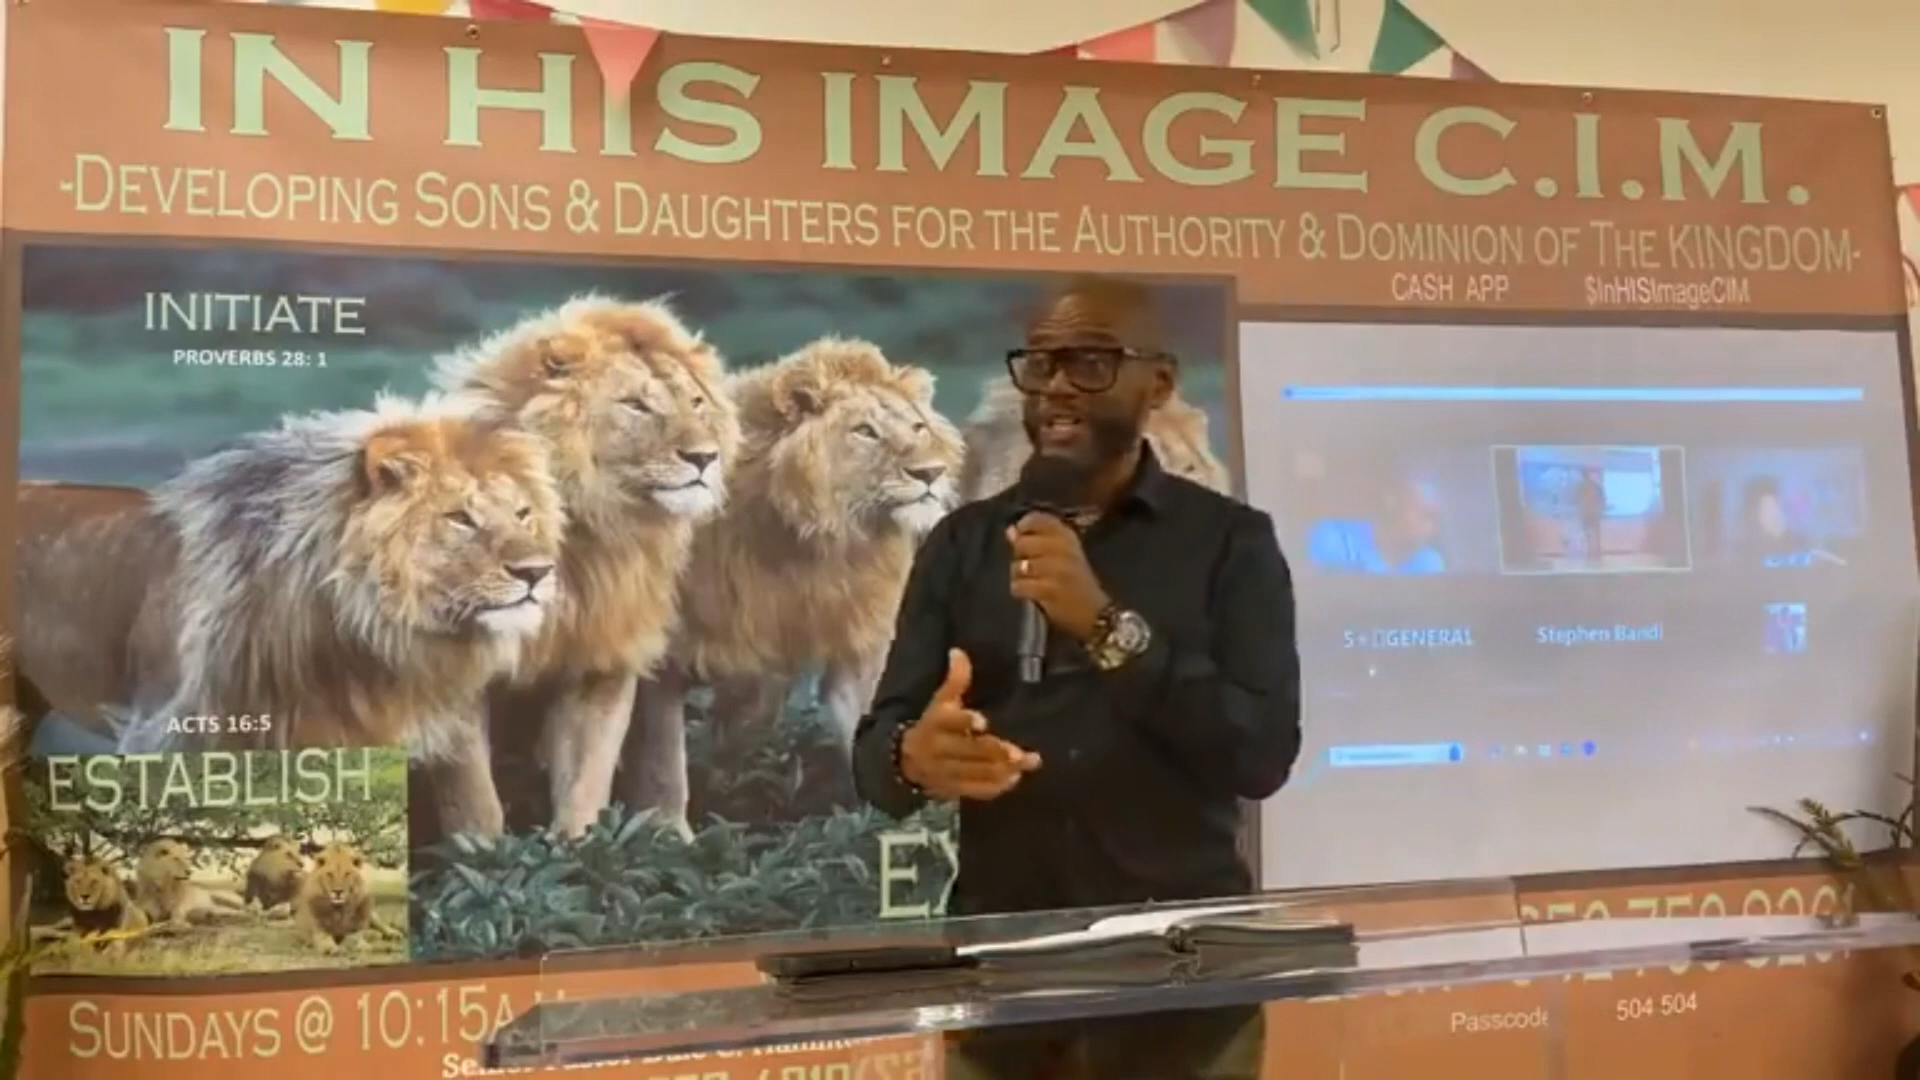 IN HIS IMAGE C.I.M.
-DEVELOPING SONS & DAUGHTERS FOR THE AUTHORITY & DOMINION OF THE KINGDOM-
CASH APP $InHISImageCIM
INITIATE
PROVERBS 28: 1
GENERAL
Stephen Bandi
ACTS 16:5
ESTABLISH
SUNDAYS @ 10:15A
Passcode 504 504